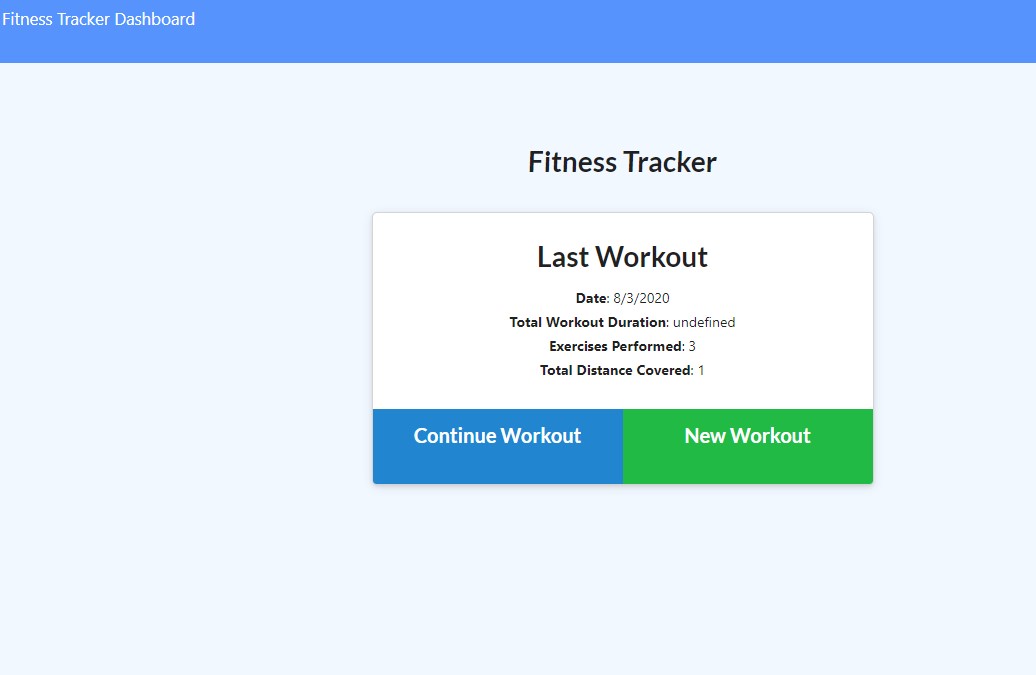 Fitness Tracker Dashboard
Fitness Tracker
Last Workout
Date: 8/3/2020
Total Workout Duration: undefined
Exercises Performed: 3
Total Distance Covered: 1
Continue Workout
New Workout